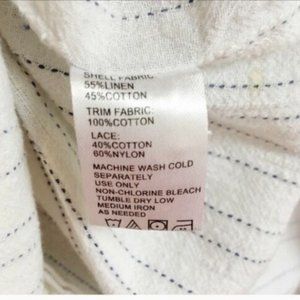 SHELL FABRIC
55%LINEN
45%COTTON
TRIM FABRIC:
100%COTTON
LACE:
40%COTTON
60%NYLON
MACHINE WASH COLD
SEPARATELY
USE ONLY
NON-CHLORINE BLEACH
TUMBLE DRY LOW
MEDIUM IRON
AS NEEDED